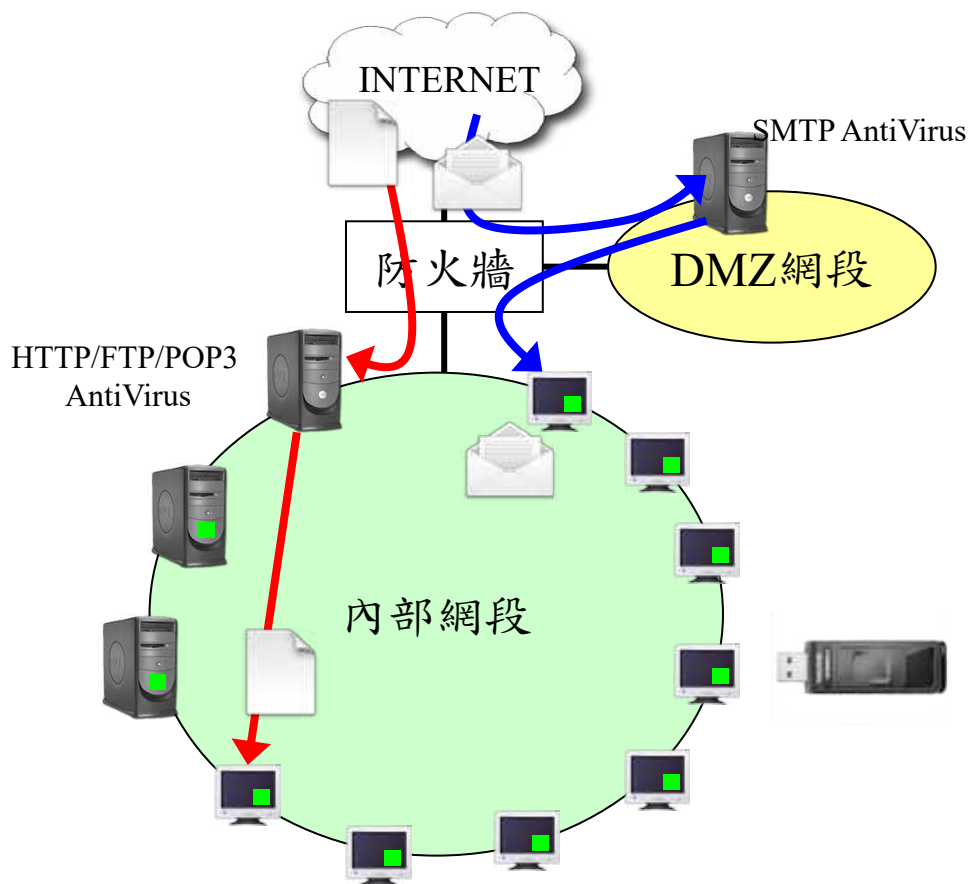 INTERNET
SMTP AntiVirus
防火牆
DMZ網段
HTTP/FTP/POP3
AntiVirus
內部網段